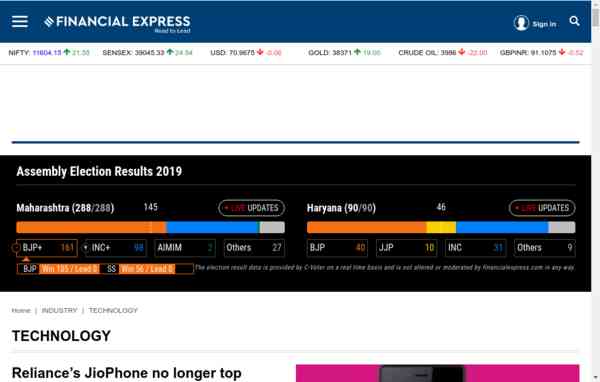 FINANCIAL EXPRESS
Read to Lead
Sign in
NIFTY: 11604.15 21.35 SENSEX: 39045.33 24.94 USD: 70.9675 -0.06 GOLD: 38371 19.00 CRUDE OIL: 3986 -22.00 GBPINR: 91.1075 -0.52
Assembly Election Results 2019
Maharashtra (288/288) 145 LIVE UPDATES Haryana (90/90) 46 LIVE UPDATES
BJP+ 161 INC+ 98 AIMIM 2 Others 27 BJP 40 JJP 10 INC 31 Others 9
BJP Win 105 / Lead 0 SS Win 56 / Lead 0 The election result data is provided by C-Voter on a real time basis and is not altered or moderated by financialexpress.com in any way.
Home | INDUSTRY | TECHNOLOGY
TECHNOLOGY
Reliance's JioPhone no longer top